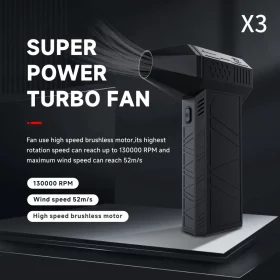 X3
SUPER
POWER
TURBO FAN
Fan use high speed brushless motor,its highest
rotation speed can reach up to 130000 RPM and
maximum wind speed can reach 52m/s
130000 RPM
Wind speed 52m/s
High speed brushless motor